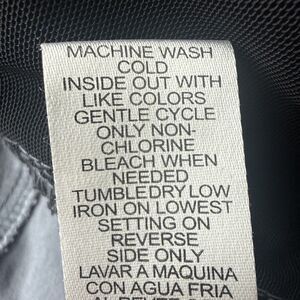 MACHINE WASH
COLD
INSIDE OUT WITH
LIKE COLORS
GENTLE CYCLE
ONLY NON-
CHLORINE
BLEACH WHEN
NEEDED
TUMBLEDRY LOW
IRON ON LOWEST
SETTING ON
REVERSE
SIDE ONLY
LAVAR A MAQUINA
CON AGUA FRIA